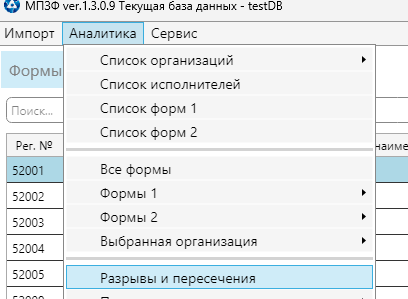 МПЗФ ver.1.3.0.9 Текущая база данных - testDB
Импорт Аналитика Сервис
Формы
Список организаций
Список исполнителей
Поиск...
Список форм 1
Список форм 2
Рег. №
52001
Все формы
52002
Формы 1
52003
Формы 2
52004
Выбранная организация
52005
Разрывы и пересечения